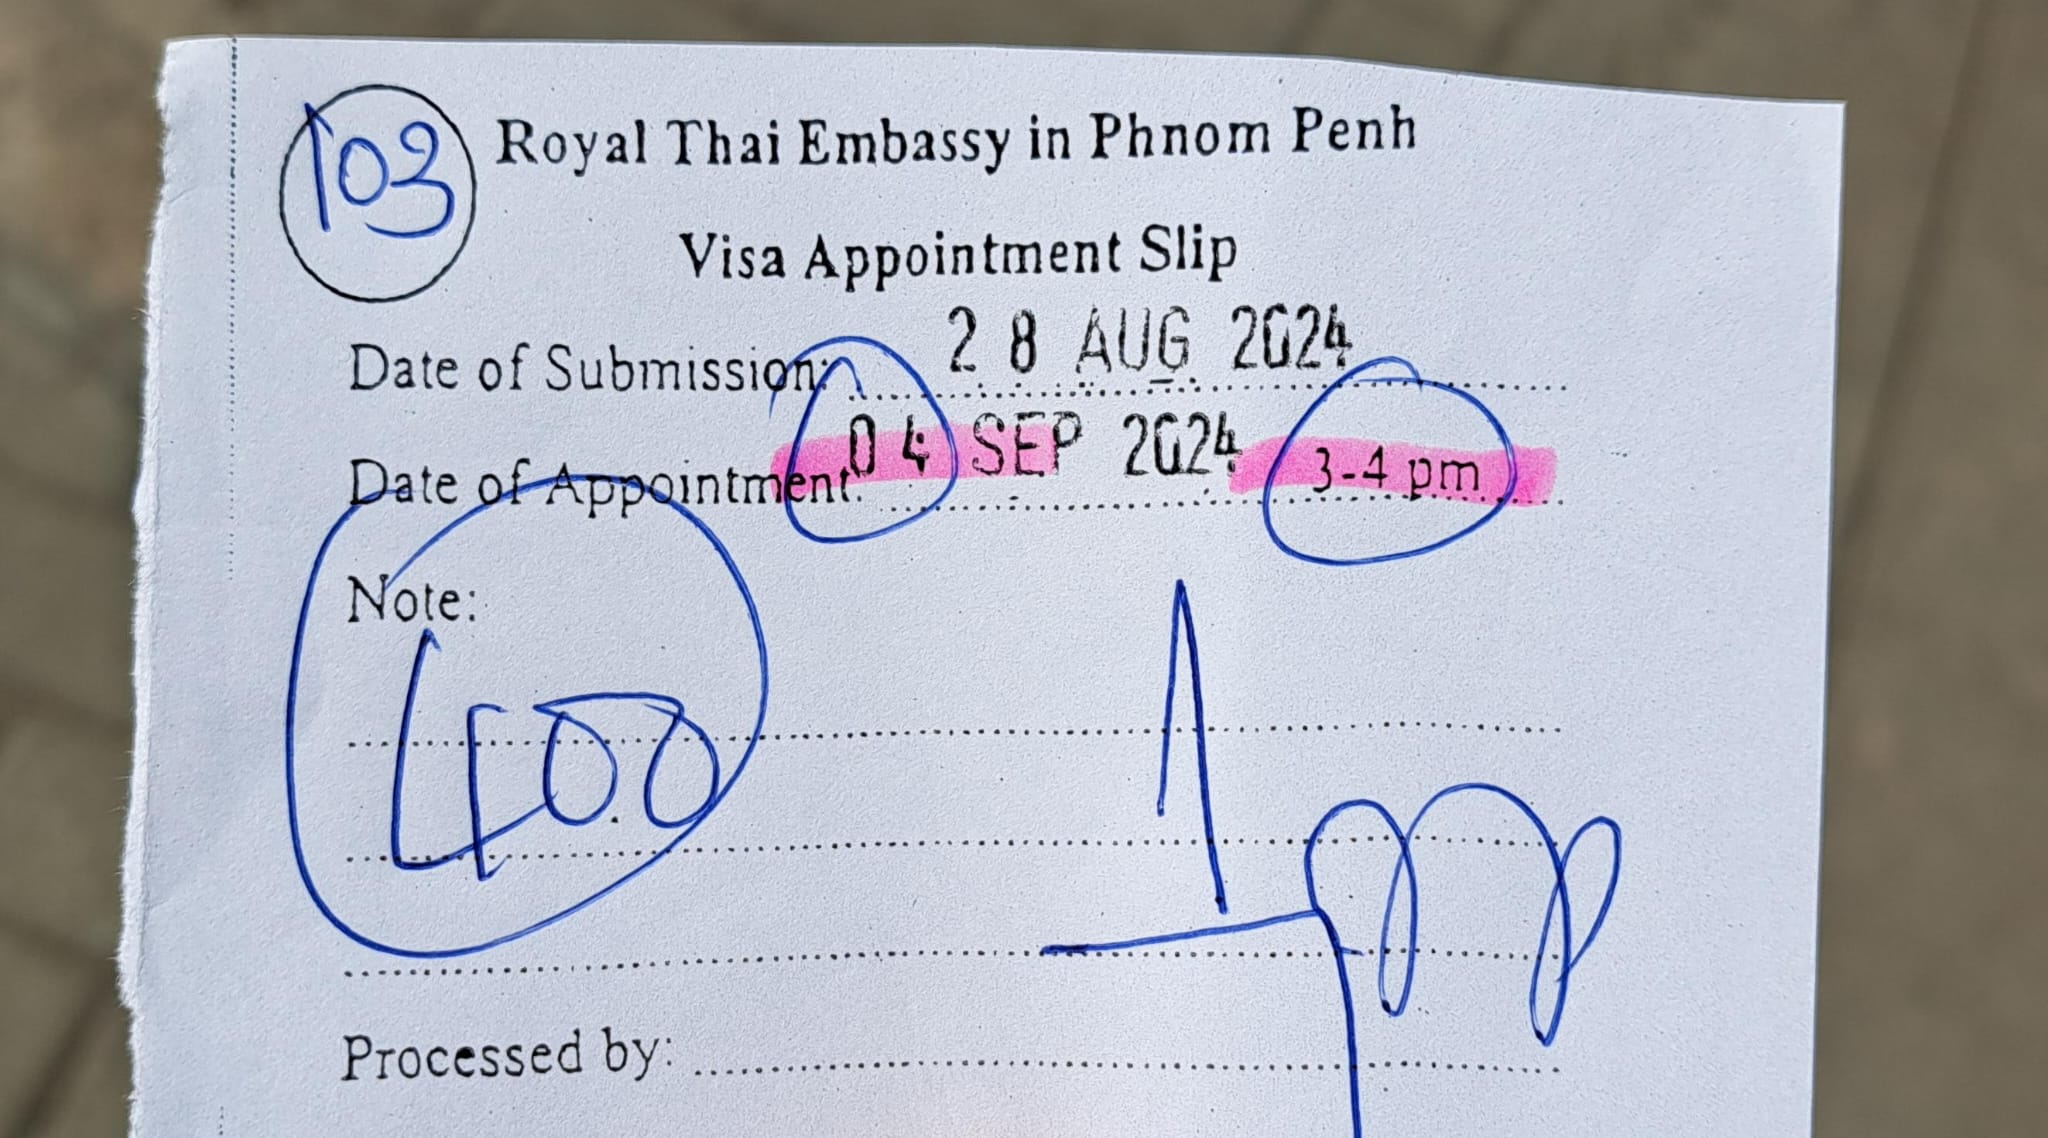 103 Royal Thai Embassy in Phnom Penh
Visa Appointment Slip
Date of Submission: 28 AUG 2024
Date of Appointment: 04 SEP 2024 3-4 pm
Note:
400
Processed by: